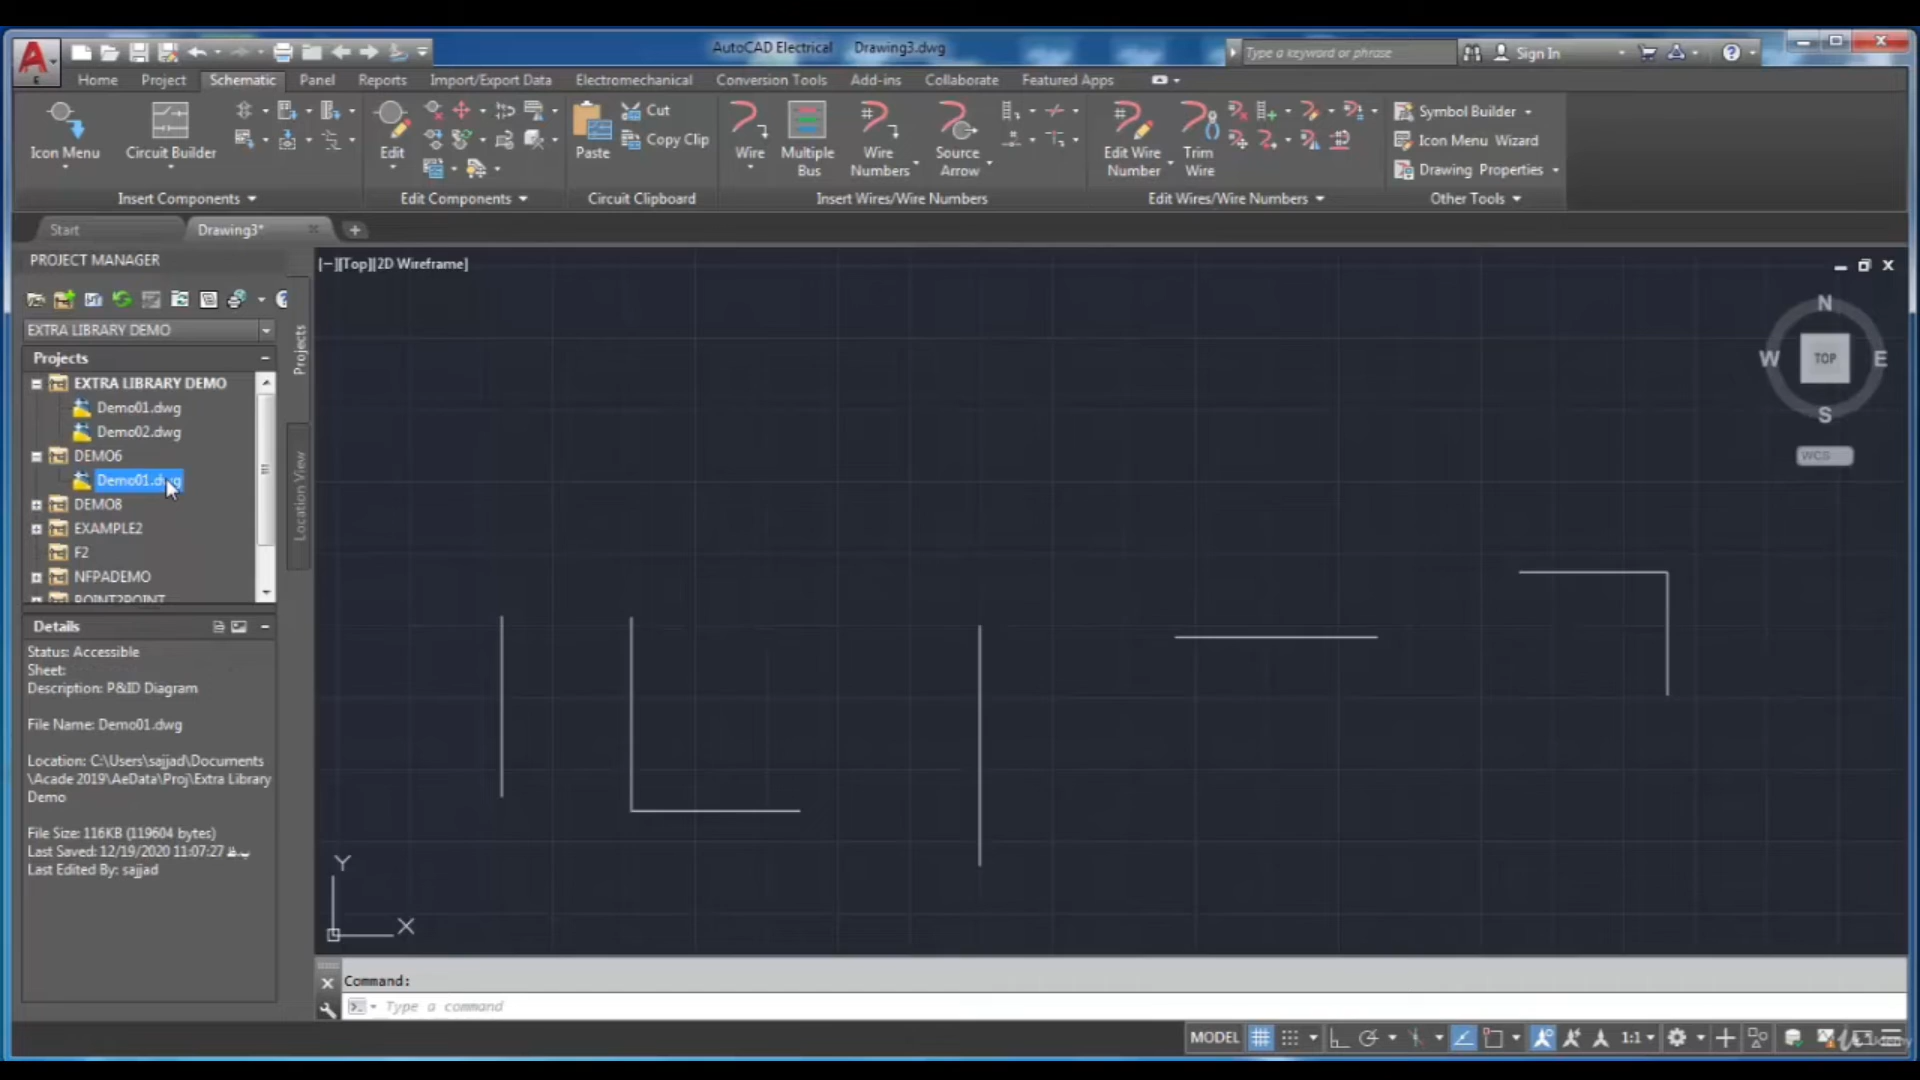 AutoCAD Electrical Drawing3.dwg
Type a keyword or phrase
Sign In
Home Project Schematic Panel Reports Import/Export Data Electromechanical Conversion Tools Add-ins Collaborate Featured Apps
Icon Menu
Circuit Builder
Edit
Paste
Cut
Copy Clip
Wire
Multiple Bus
Wire Numbers
Source Arrow
Edit Wire Number
Trim Wire
Symbol Builder
Icon Menu Wizard
Drawing Properties
Insert Components
Edit Components
Circuit Clipboard
Insert Wires/Wire Numbers
Edit Wires/Wire Numbers
Other Tools
Start
Drawing3*
PROJECT MANAGER
[−][Top][2D Wireframe]
EXTRA LIBRARY DEMO
Projects
EXTRA LIBRARY DEMO
Demo01.dwg
Demo02.dwg
DEMO6
Demo01.dwg
DEMO8
EXAMPLE2
F2
NFPADEMO
POINT2POINT
Projects
Location View
N
W
TOP
E
S
WCS
Details
Status: Accessible
Sheet:
Description: P&ID Diagram
File Name: Demo01.dwg
Location: C:\Users\sajjad\Documents
\Acade 2019\AeData\Proj\Extra Library
Demo
File Size: 116KB (119604 bytes)
Last Saved: 12/19/2020 11:07:27 ب.ظ
Last Edited By: sajjad
Y
X
Command:
Type a command
MODEL
1:1
Udemy